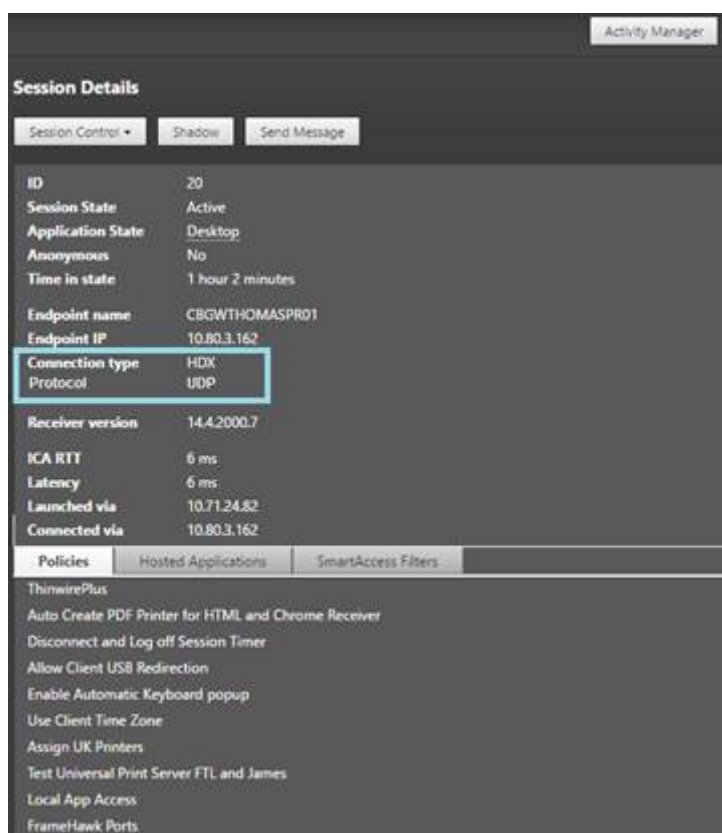 Activity Manager
Session Details
Session Control Shadow Send Message
ID 20
Session State Active
Application State Desktop
Anonymous No
Time in state 1 hour 2 minutes
Endpoint name CBGWTHOMASPR01
Endpoint IP 10.80.3.162
Connection type HDX
Protocol UDP
Receiver version 14.4.2000.7
ICA RTT 6 ms
Latency 6 ms
Launched via 10.71.24.82
Connected via 10.80.3.162
Policies Hosted Applications SmartAccess Filters
ThinwirePlus
Auto Create PDF Printer for HTML and Chrome Receiver
Disconnect and Log off Session Timer
Allow Client USB Redirection
Enable Automatic Keyboard popup
Use Client Time Zone
Assign UK Printers
Test Universal Print Server FTL and James
Local App Access
FrameHawk Ports